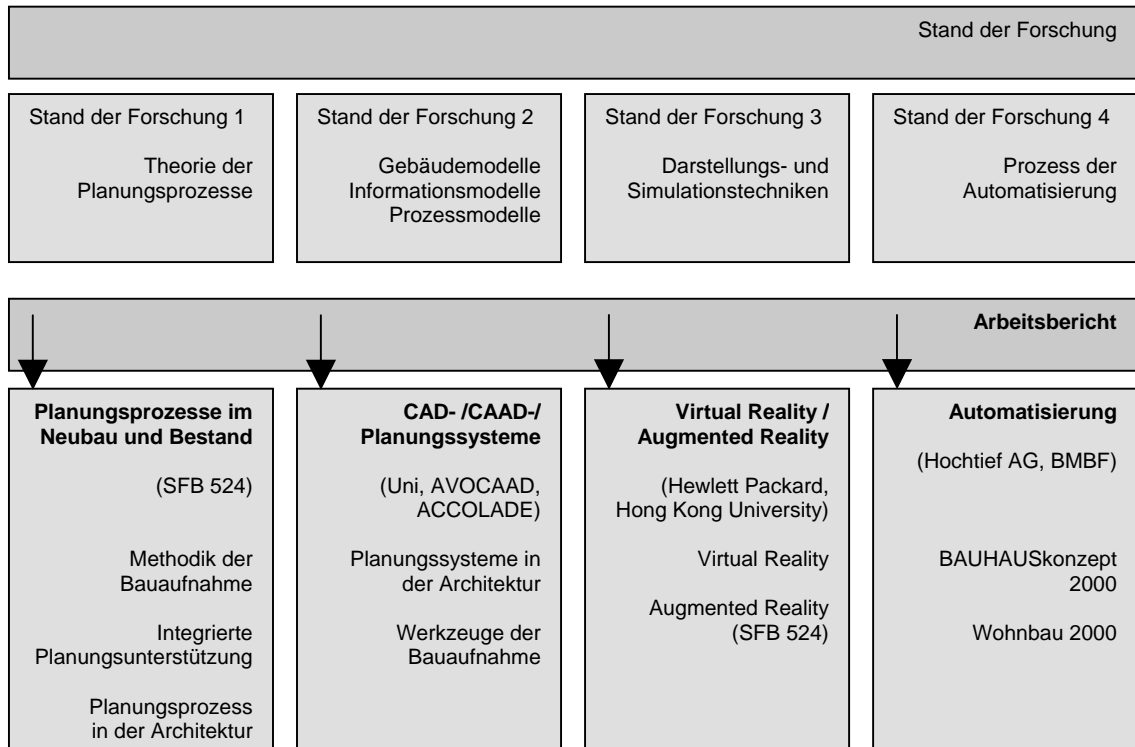 Stand der Forschung
Stand der Forschung 1
Theorie der
Planungsprozesse
Stand der Forschung 2
Gebäudemodelle
Informationsmodelle
Prozessmodelle
Stand der Forschung 3
Darstellungs- und
Simulationstechniken
Stand der Forschung 4
Prozess der
Automatisierung
Arbeitsbericht
Planungsprozesse im
Neubau und Bestand
(SFB 524)
Methodik der
Bauaufnahme
Integrierte
Planungsunterstützung
Planungsprozess
in der Architektur
CAD- /CAAD-/
Planungssysteme
(Uni, AVOCAAD,
ACCOLADE)
Planungssysteme in
der Architektur
Werkzeuge der
Bauaufnahme
Virtual Reality /
Augmented Reality
(Hewlett Packard,
Hong Kong University)
Virtual Reality
Augmented Reality
(SFB 524)
Automatisierung
(Hochtief AG, BMBF)
BAUHAUSkonzept
2000
Wohnbau 2000